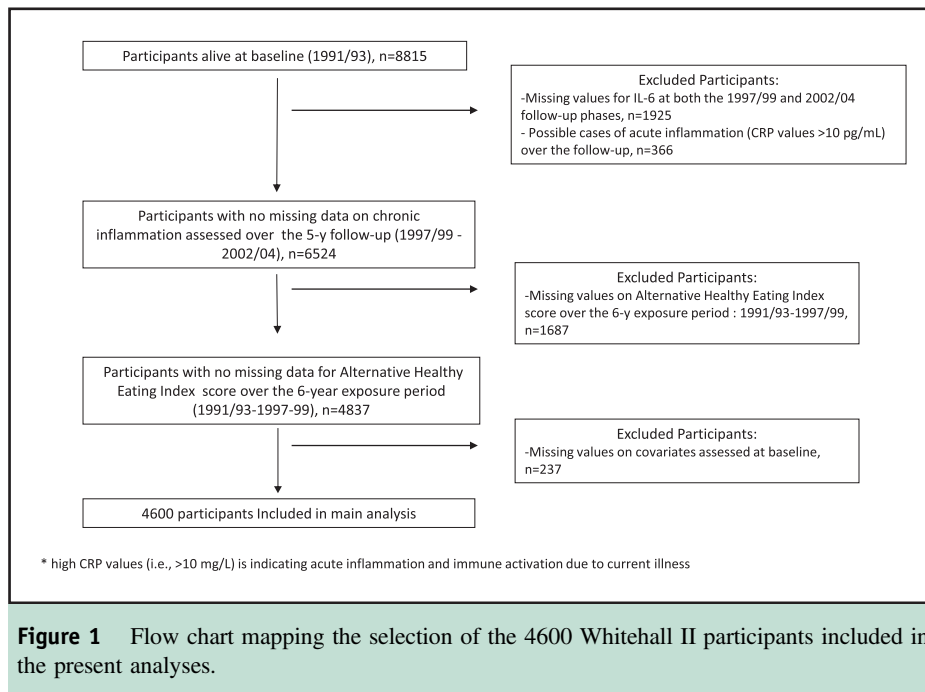 Participants alive at baseline (1991/93), n=8815
Excluded Participants:
-Missing values for IL-6 at both the 1997/99 and 2002/04
follow-up phases, n=1925
- Possible cases of acute inflammation (CRP values >10 pg/mL)
over the follow-up, n=366
Participants with no missing data on chronic
inflammation assessed over the 5-y follow-up (1997/99 -
2002/04), n=6524
Excluded Participants:
-Missing values on Alternative Healthy Eating Index
score over the 6-y exposure period : 1991/93-1997/99,
n=1687
Participants with no missing data for Alternative Healthy
Eating Index score over the 6-year exposure period
(1991/93-1997-99), n=4837
Excluded Participants:
-Missing values on covariates assessed at baseline,
n=237
4600 participants Included in main analysis
* high CRP values (i.e., >10 mg/L) is indicating acute inflammation and immune activation due to current illness
Figure 1 Flow chart mapping the selection of the 4600 Whitehall II participants included in
the present analyses.